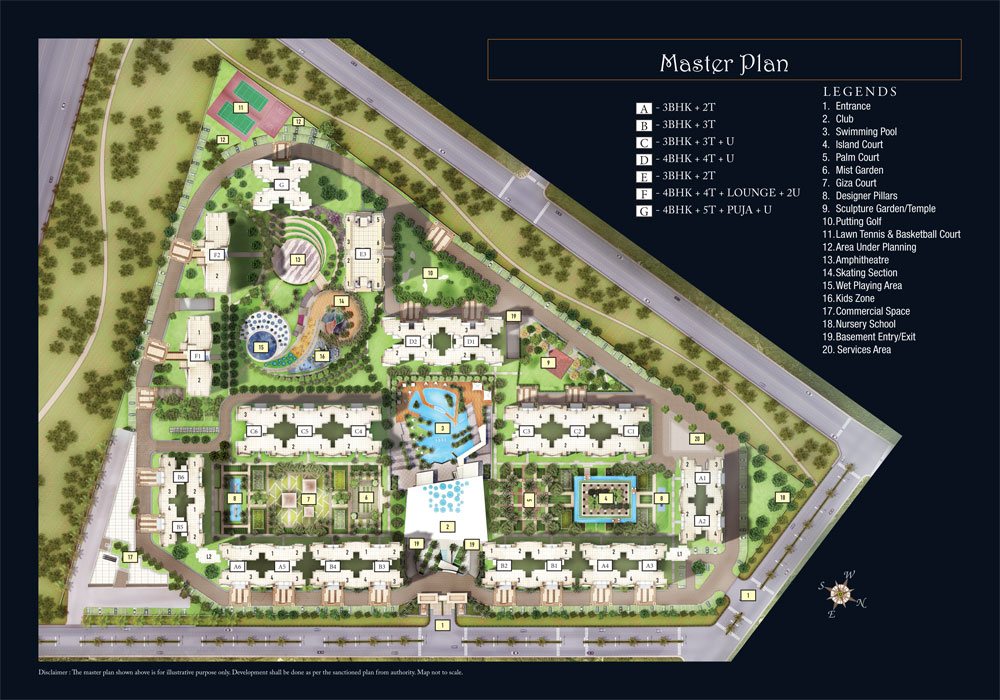 Master Plan
A - 3BHK + 2T
B - 3BHK + 3T
C - 3BHK + 3T + U
D - 4BHK + 4T + U
E - 3BHK + 2T
F - 4BHK + 4T + LOUNGE + 2U
G - 4BHK + 5T + PUJA + U
LEGENDS
1. Entrance
2. Club
3. Swimming Pool
4. Island Court
5. Palm Court
6. Mist Garden
7. Giza Court
8. Designer Pillars
9. Sculpture Garden/Temple
10. Putting Golf
11. Lawn Tennis & Basketball Court
12. Area Under Planning
13. Amphitheatre
14. Skating Section
15. Wet Playing Area
16. Kids Zone
17. Commercial Space
18. Nursery School
19. Basement Entry/Exit
20. Services Area
11
12
12
G
F2
13
E3
10
14
19
15
16
D2
D1
F1
9
C6
C5
C4
3
C3
C2
C1
20
B6
A1
8
7
6
5
4
8
18
B5
2
A2
17
L2
19
19
L1
A6
A5
B4
B3
B2
B1
A4
A3
1
1
W
S
N
E
Disclaimer : The master plan shown above is for illustrative purpose only. Development shall be done as per the sanctioned plan from authority. Map not to scale.